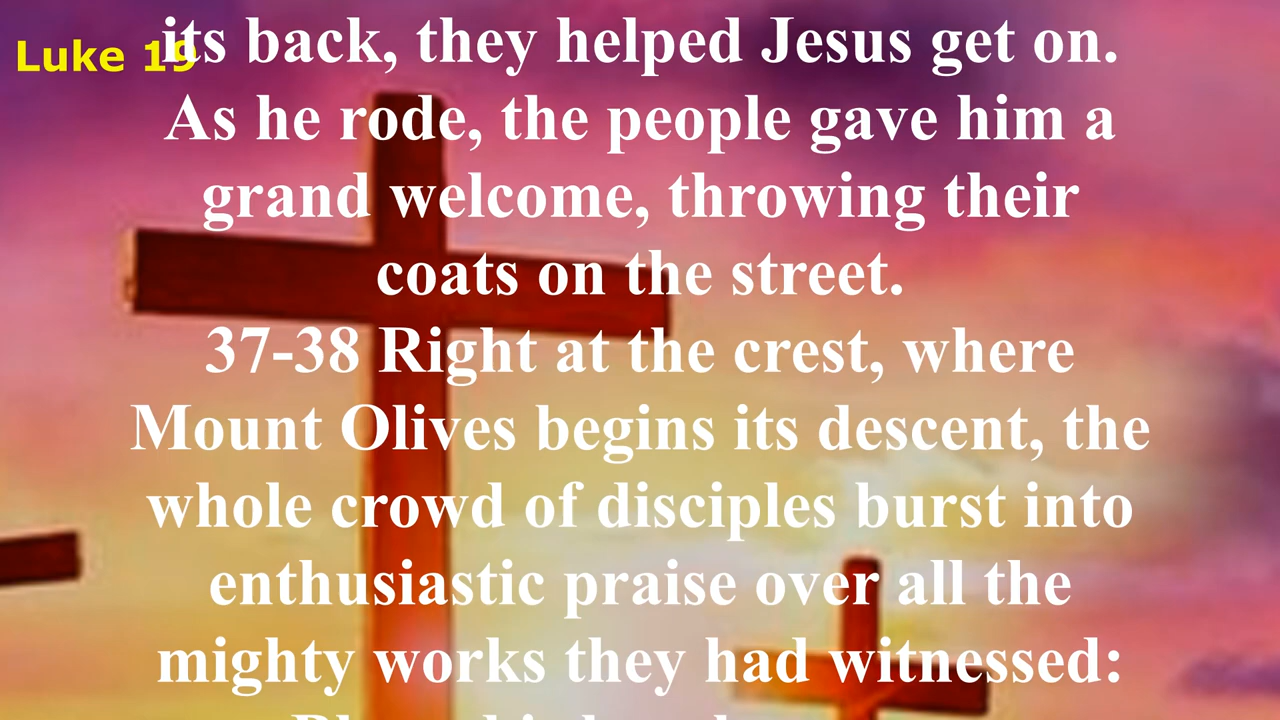 Luke 19
its back, they helped Jesus get on.
As he rode, the people gave him a
grand welcome, throwing their
coats on the street.
37-38 Right at the crest, where
Mount Olives begins its descent, the
whole crowd of disciples burst into
enthusiastic praise over all the
mighty works they had witnessed: